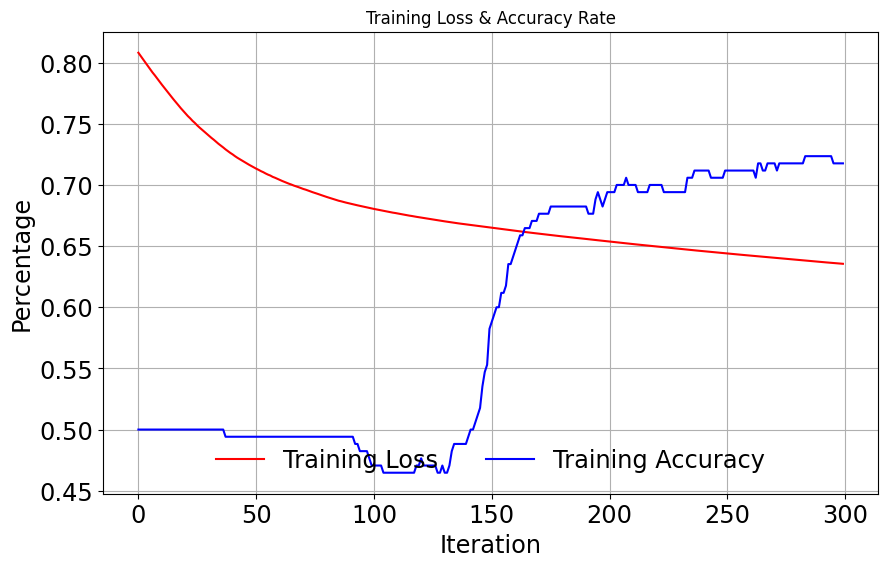 Training Loss & Accuracy Rate
0.80
0.75
0.70
0.65
0.60
0.55
0.50
0.45
Percentage
Training Loss Training Accuracy
0 50 100 150 200 250 300
Iteration